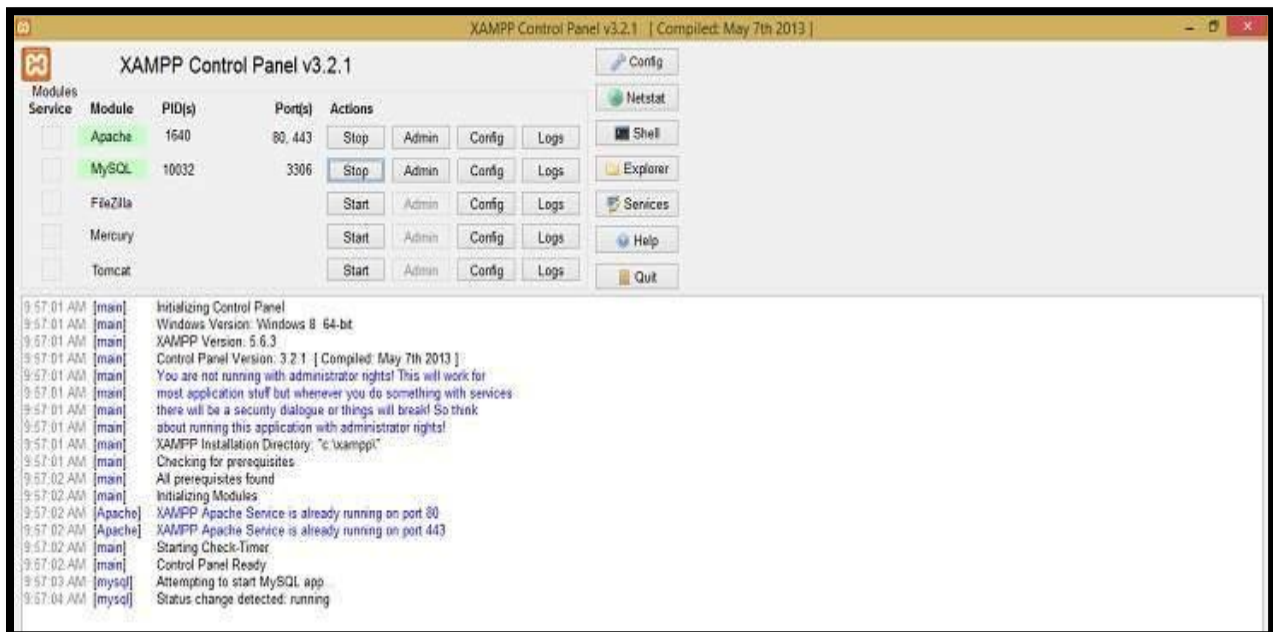 XAMPP Control Panel v3.2.1 [ Compiled: May 7th 2013 ]
XAMPP Control Panel v3.2.1
Config
Modules
Netstat
Service Module PID(s) Port(s) Actions
Apache 1640 80, 443 Stop Admin Config Logs
Shell
MySQL 10032 3306 Stop Admin Config Logs
Explorer
FileZilla Start Admin Config Logs
Services
Mercury Start Admin Config Logs
Help
Tomcat Start Admin Config Logs
Quit
9:57:01 AM [main] Initializing Control Panel
9:57:01 AM [main] Windows Version: Windows 8 64-bit
9:57:01 AM [main] XAMPP Version: 5.6.3
9:57:01 AM [main] Control Panel Version: 3.2.1 [ Compiled: May 7th 2013 ]
9:57:01 AM [main] You are not running with administrator rights! This will work for
9:57:01 AM [main] most application stuff but whenever you do something with services
9:57:01 AM [main] there will be a security dialogue or things will break! So think
9:57:01 AM [main] about running this application with administrator rights!
9:57:01 AM [main] XAMPP Installation Directory: "c:\xampp\"
9:57:01 AM [main] Checking for prerequisites
9:57:02 AM [main] All prerequisites found
9:57:02 AM [main] Initializing Modules
9:57:02 AM [Apache] XAMPP Apache Service is already running on port 80
9:57:02 AM [Apache] XAMPP Apache Service is already running on port 443
9:57:02 AM [main] Starting Check-Timer
9:57:02 AM [main] Control Panel Ready
9:57:03 AM [mysql] Attempting to start MySQL app...
9:57:04 AM [mysql] Status change detected: running